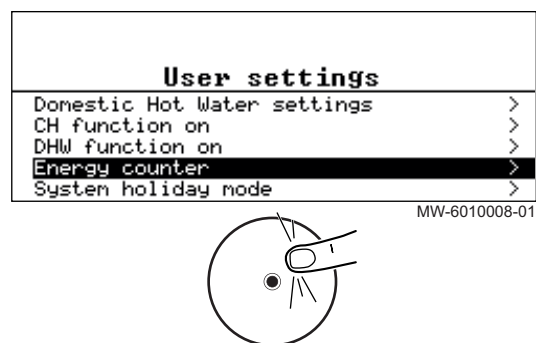 User settings
Domestic Hot Water settings >
CH function on >
DHW function on >
Energy counter >
System holiday mode >
MW-6010008-01